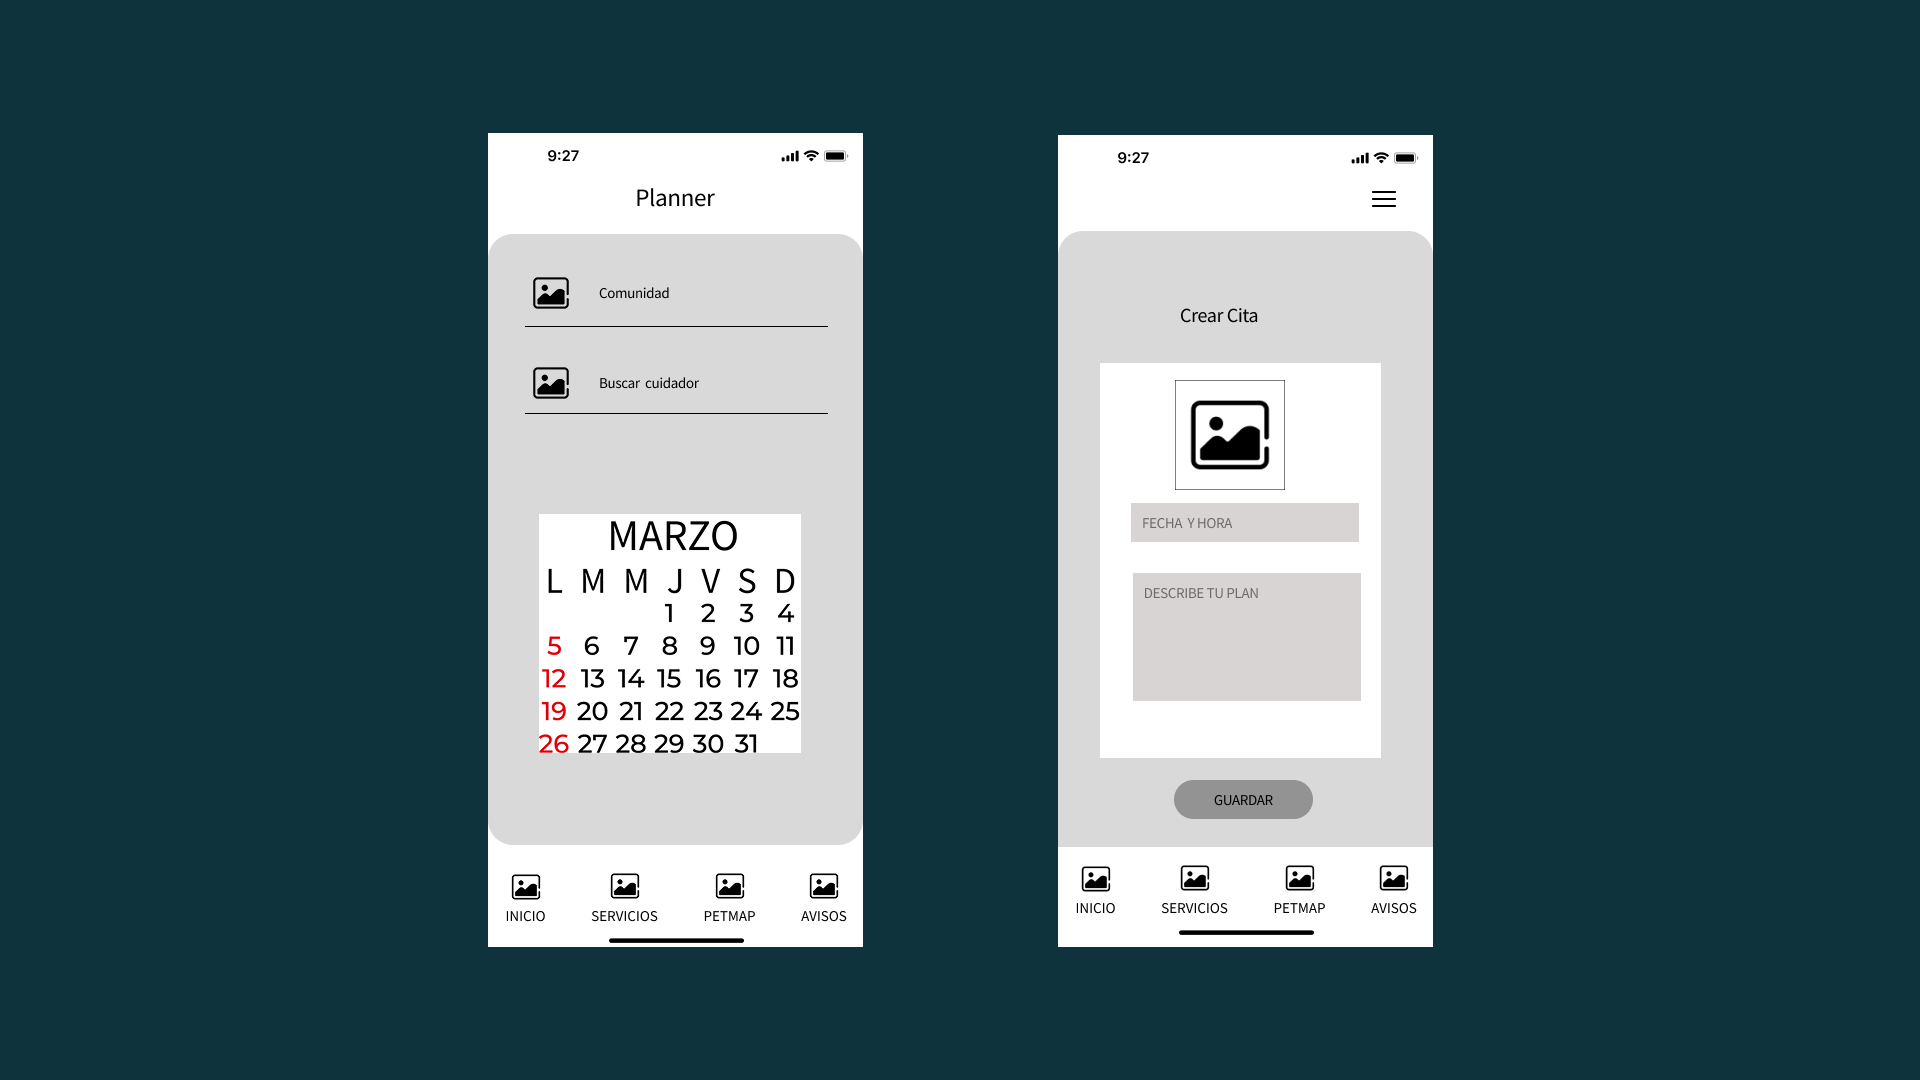 9:27
Planner
Comunidad
Buscar cuidador
MARZO
L M M J V S D
1 2 3 4
5 6 7 8 9 10 11
12 13 14 15 16 17 18
19 20 21 22 23 24 25
26 27 28 29 30 31
INICIO SERVICIOS PETMAP AVISOS
9:27
Crear Cita
FECHA Y HORA
DESCRIBE TU PLAN
GUARDAR
INICIO SERVICIOS PETMAP AVISOS